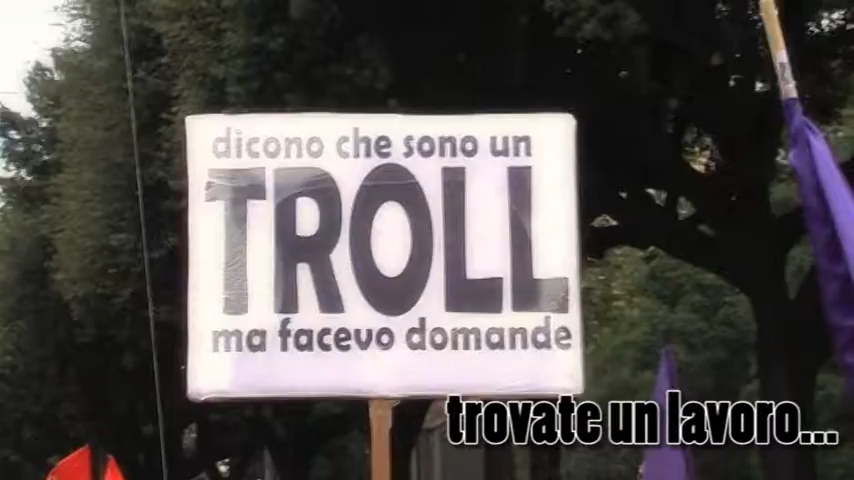 dicono che sono un
TROLL
ma facevo domande
trovate un lavoro...